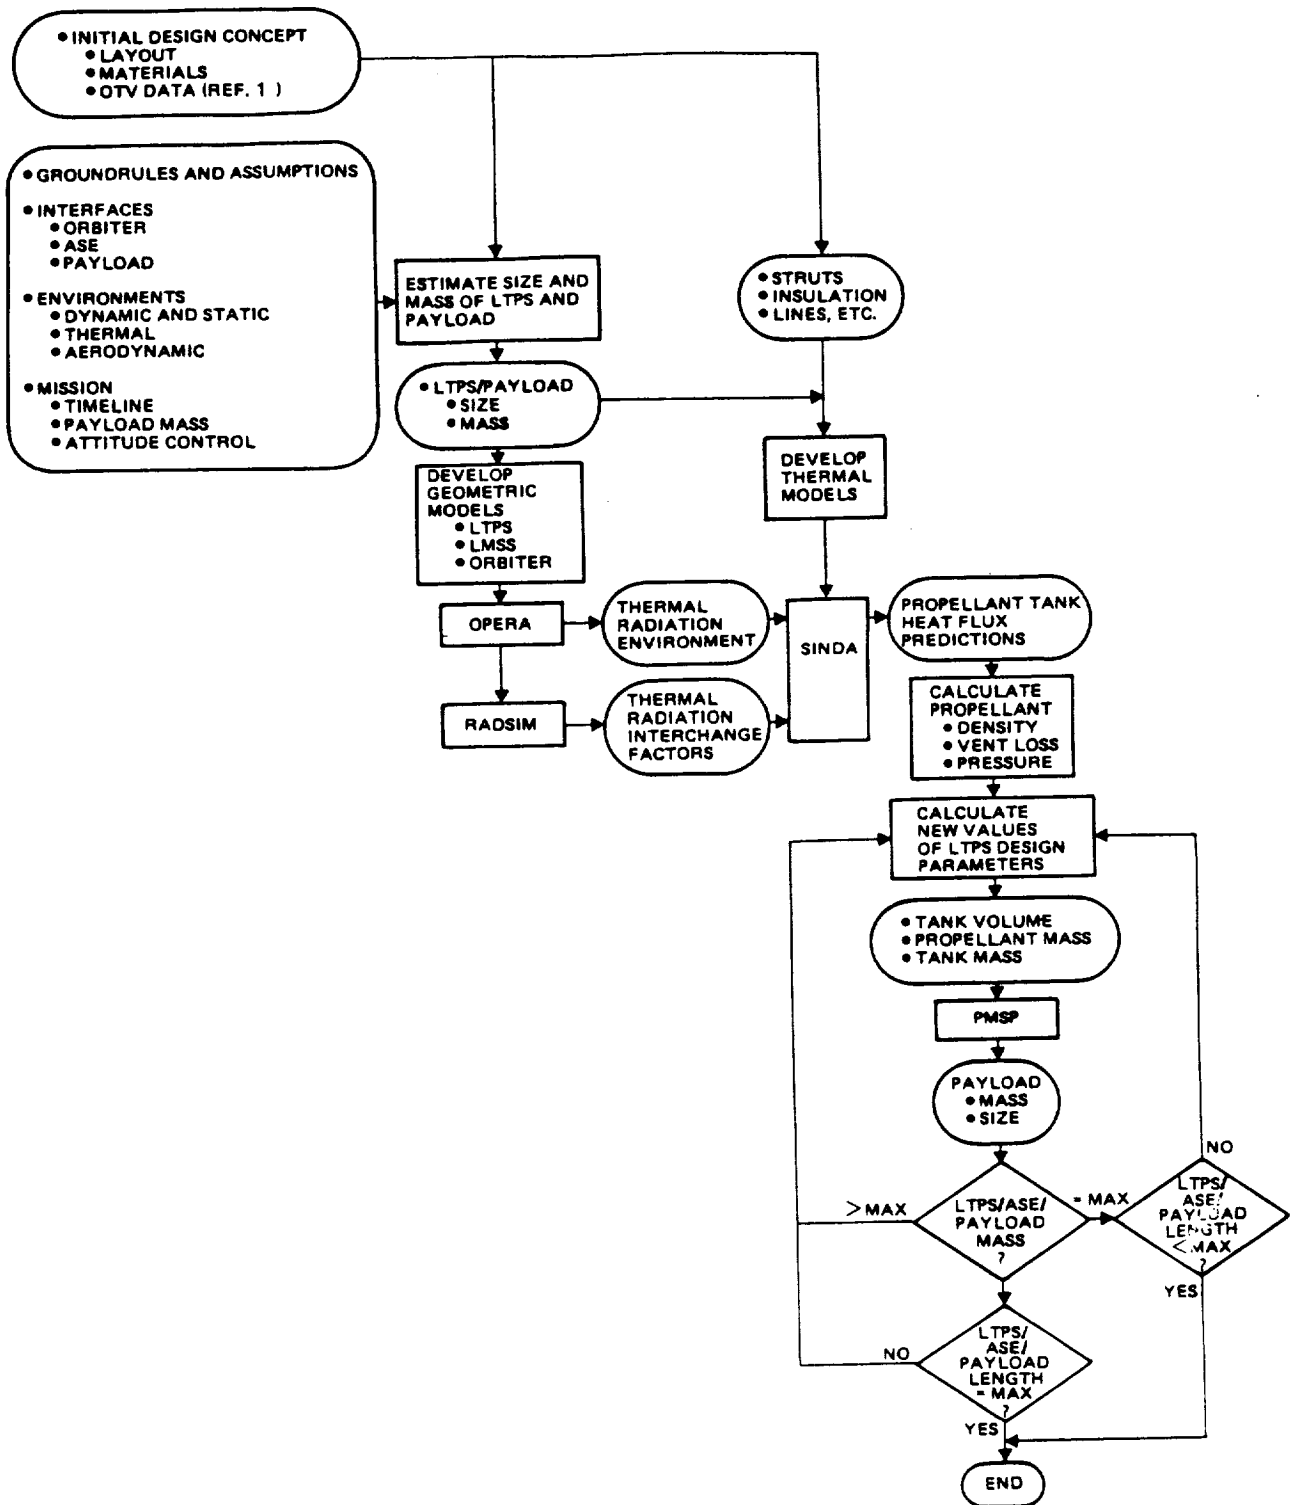 • INITIAL DESIGN CONCEPT
• LAYOUT
• MATERIALS
• OTV DATA (REF. 1 )
• GROUNDRULES AND ASSUMPTIONS
• INTERFACES
• ORBITER
• ASE
• PAYLOAD
• ENVIRONMENTS
• DYNAMIC AND STATIC
• THERMAL
• AERODYNAMIC
• MISSION
• TIMELINE
• PAYLOAD MASS
• ATTITUDE CONTROL
ESTIMATE SIZE AND
MASS OF LTPS AND
PAYLOAD
• STRUTS
• INSULATION
• LINES, ETC.
• LTPS/PAYLOAD
• SIZE
• MASS
DEVELOP
GEOMETRIC
MODELS
• LTPS
• LMSS
• ORBITER
DEVELOP
THERMAL
MODELS
OPERA
THERMAL
RADIATION
ENVIRONMENT
SINDA
PROPELLANT TANK
HEAT FLUX
PREDICTIONS
RADSIM
THERMAL
RADIATION
INTERCHANGE
FACTORS
CALCULATE
PROPELLANT
• DENSITY
• VENT LOSS
• PRESSURE
CALCULATE
NEW VALUES
OF LTPS DESIGN
PARAMETERS
• TANK VOLUME
• PROPELLANT MASS
• TANK MASS
PMSP
PAYLOAD
• MASS
• SIZE
> MAX
LTPS/ASE/
PAYLOAD
MASS
?
= MAX
NO
LTPS/
ASE/
PAYLOAD
LENGTH
< MAX
?
YES
NO
LTPS/
ASE/
PAYLOAD
LENGTH
= MAX
?
YES
END